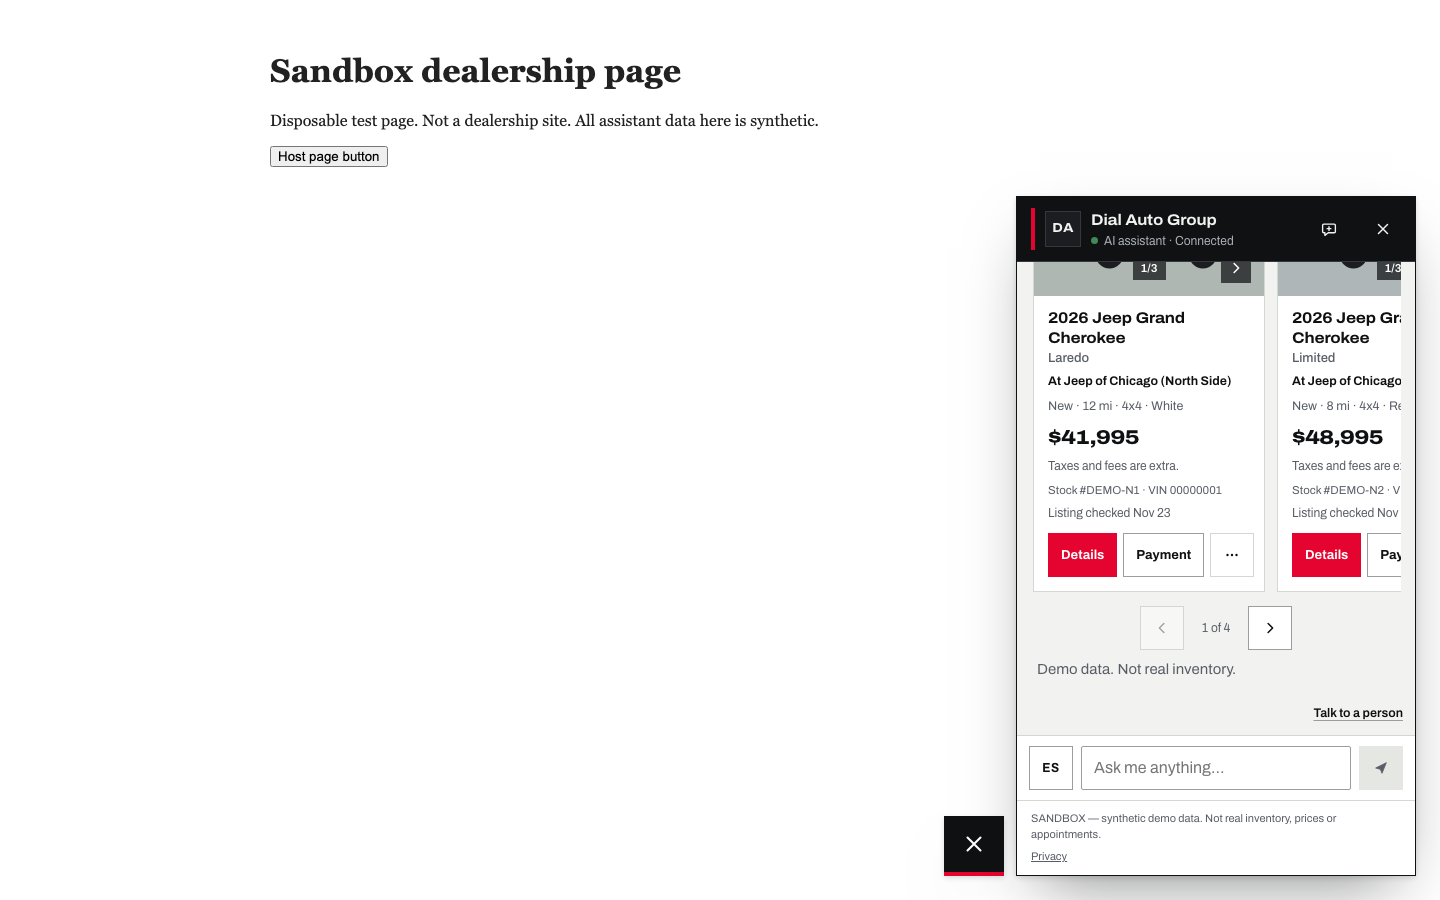 Sandbox dealership page
Disposable test page. Not a dealership site. All assistant data here is synthetic.
Host page button
DA
Dial Auto Group
AI assistant · Connected
1/3
2026 Jeep Grand
Cherokee
Laredo
At Jeep of Chicago (North Side)
New · 12 mi · 4x4 · White
$41,995
Taxes and fees are extra.
Stock #DEMO-N1 · VIN 00000001
Listing checked Nov 23
Details
Payment
...
1/3
2026 Jeep Gra
Cherokee
Limited
At Jeep of Chicago
New · 8 mi · 4x4 · Re
$48,995
Taxes and fees are e
Stock #DEMO-N2 · V
Listing checked Nov
Details
Pay
1 of 4
Demo data. Not real inventory.
Talk to a person
ES
Ask me anything...
SANDBOX — synthetic demo data. Not real inventory, prices or
appointments.
Privacy